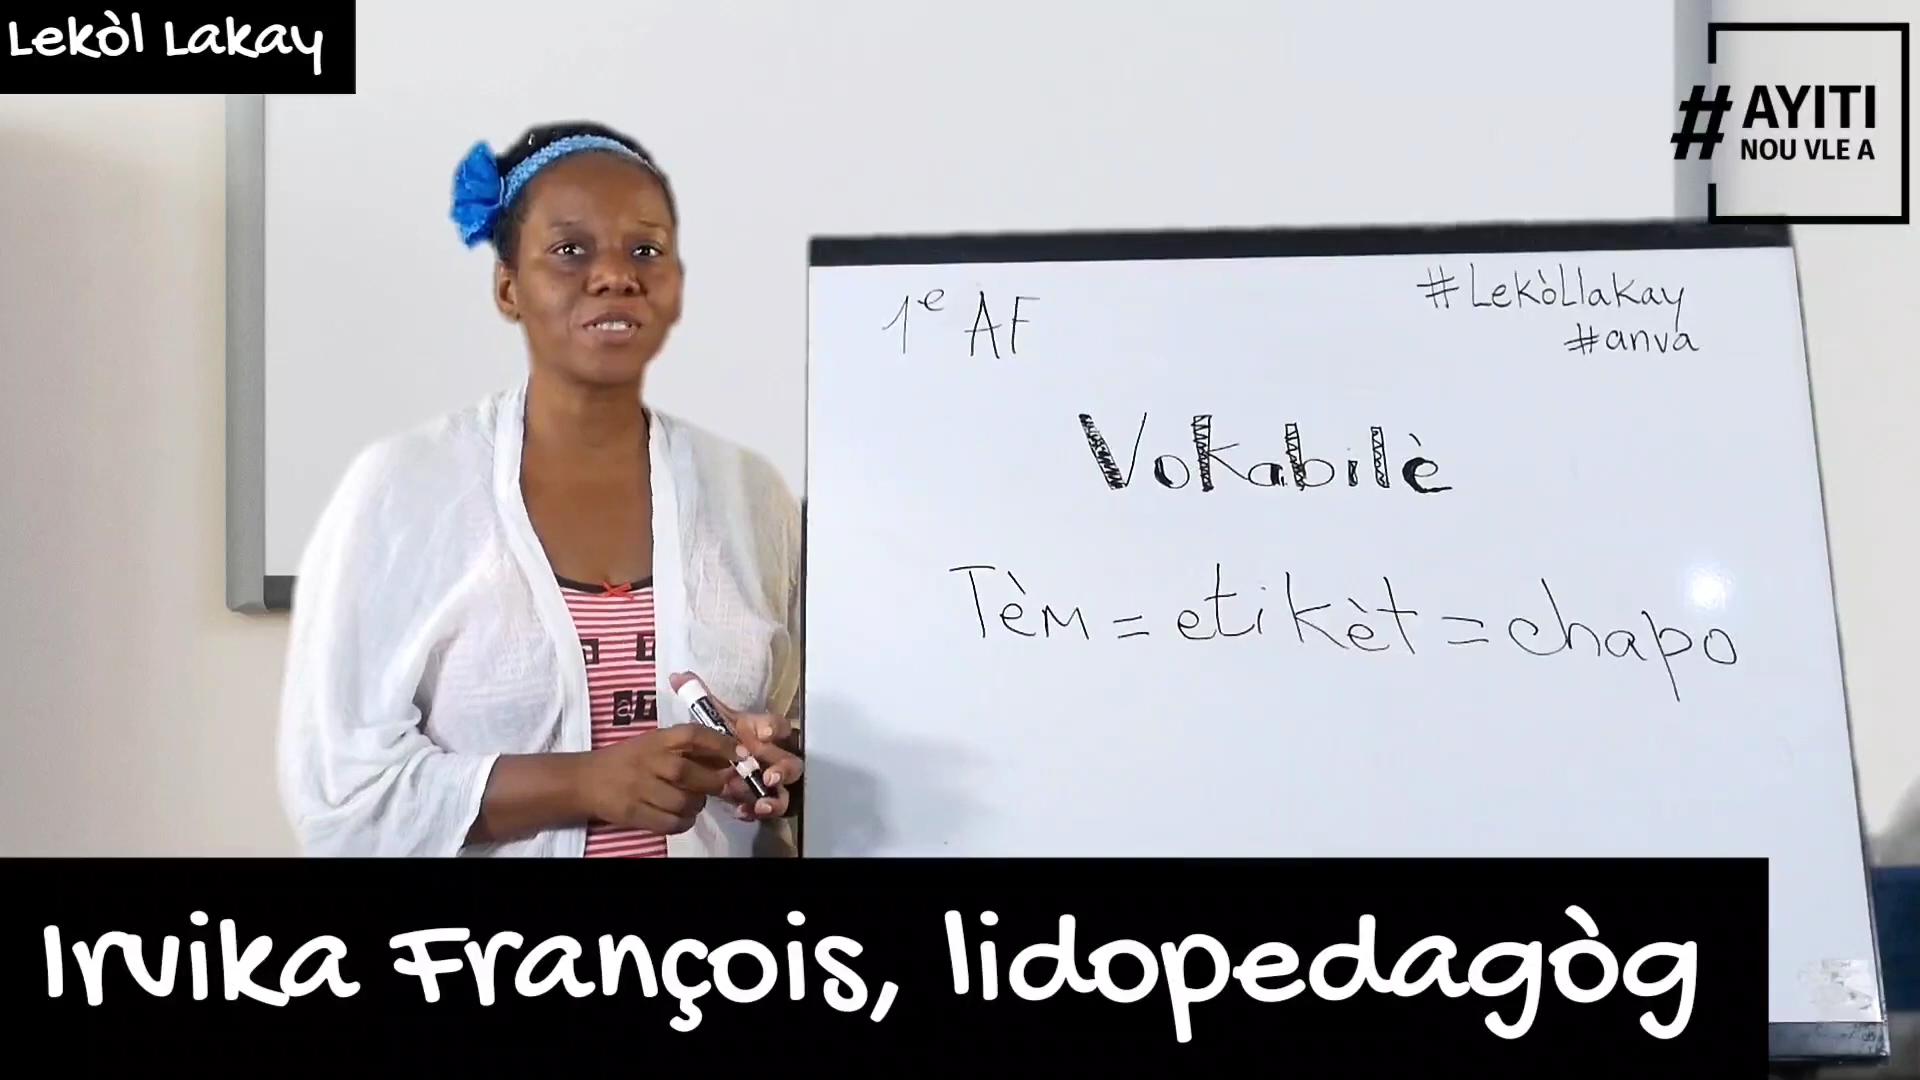 Lekòl Lakay
#AYITI
NOU VLE A
1e AF
#LekòLlakay
#anva
Vokabilè
Tèm = etikèt = chapo
Irvika François, lidopedagòg